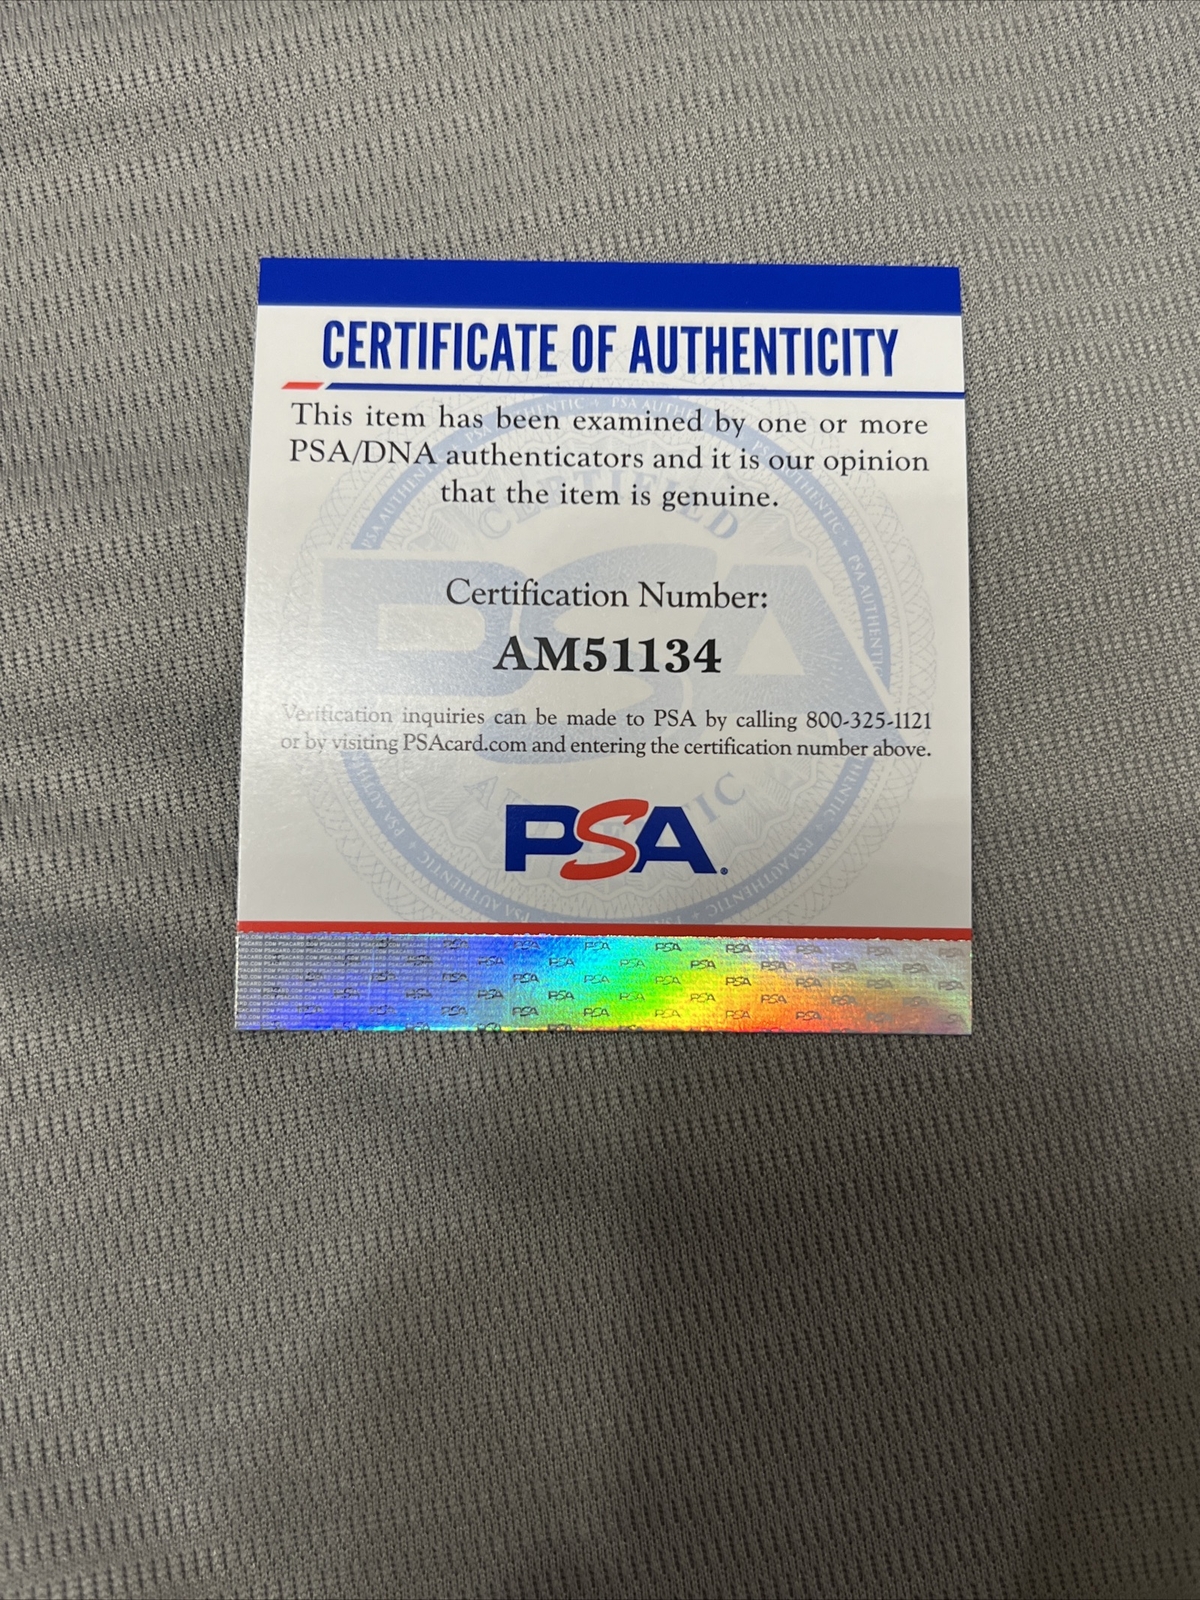 CERTIFICATE OF AUTHENTICITY
This item has been examined by one or more
PSA/DNA authenticators and it is our opinion
that the item is genuine.
Certification Number:
AM51134
Verification inquiries can be made to PSA by calling 800-325-1121
or by visiting PSAcard.com and entering the certification number above.
PSA